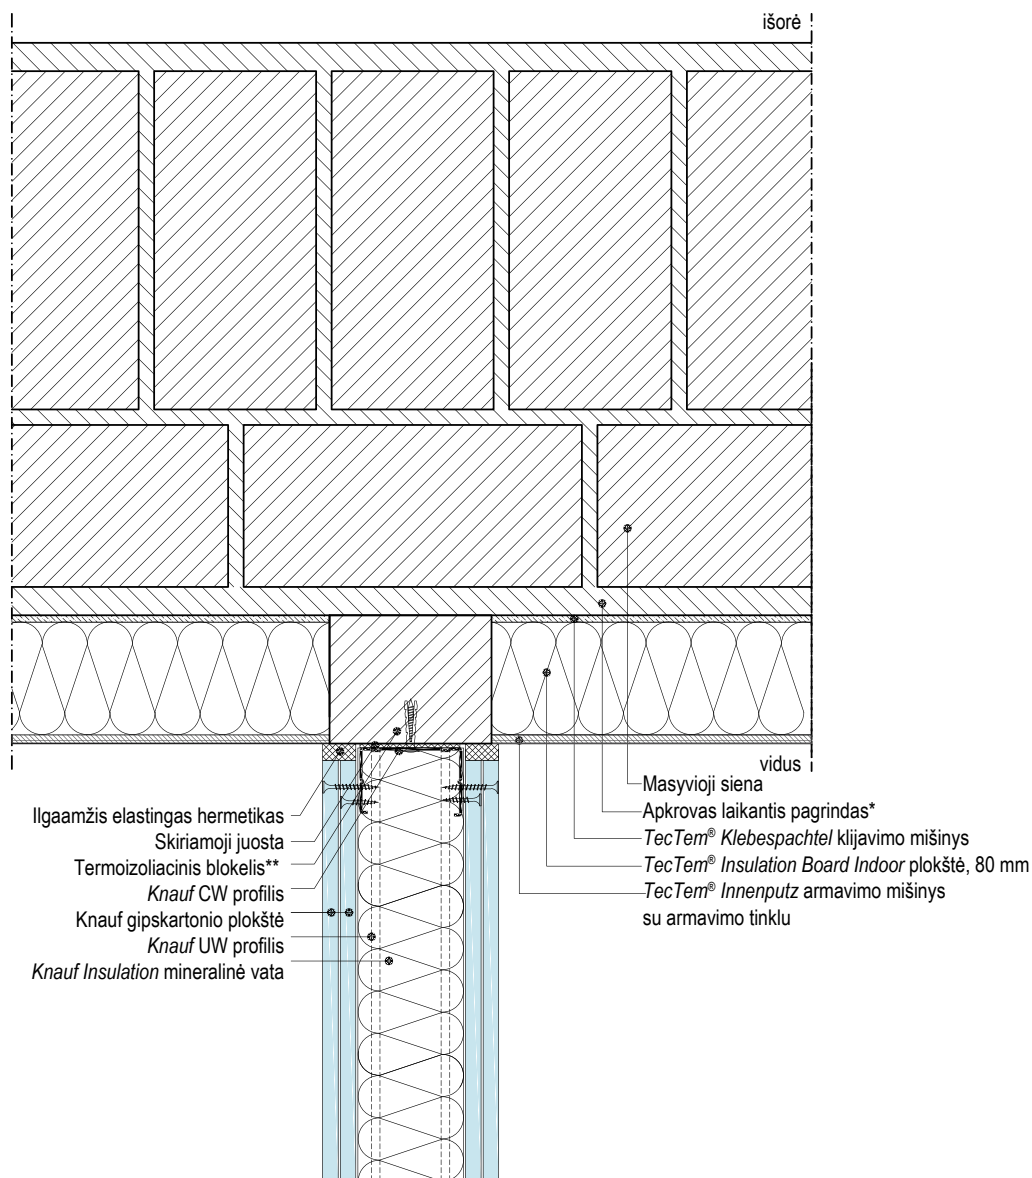 išorė
vidus
Ilgaamžis elastingas hermetikas
Skiriamoji juosta
Termoizoliacinis blokelis**
Knauf CW profilis
Knauf gipskartonio plokštė
Knauf UW profilis
Knauf Insulation mineralinė vata
Masyvioji siena
Apkrovas laikantis pagrindas*
TecTem® Klebespachtel klijavimo mišinys
TecTem® Insulation Board Indoor plokštė, 80 mm
TecTem® Innenputz armavimo mišinys
su armavimo tinklu